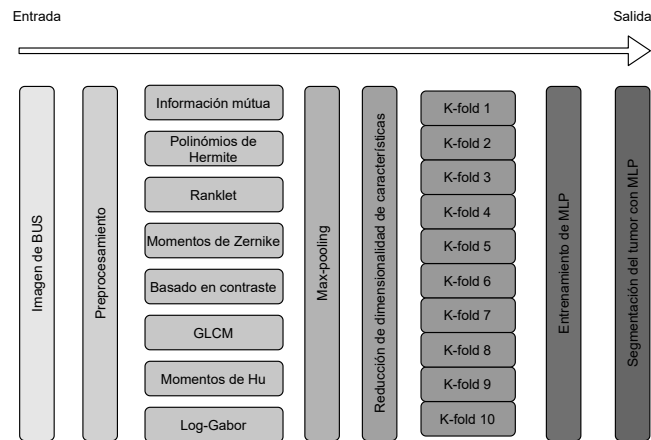 Entrada
Salida
Imagen de BUS
Preprocesamiento
Información mútua
Polinómios de
Hermite
Ranklet
Momentos de Zernike
Basado en contraste
GLCM
Momentos de Hu
Log-Gabor
Max-pooling
Reducción de dimensionalidad de características
K-fold 1
K-fold 2
K-fold 3
K-fold 4
K-fold 5
K-fold 6
K-fold 7
K-fold 8
K-fold 9
K-fold 10
Entrenamiento de MLP
Segmentación del tumor con MLP